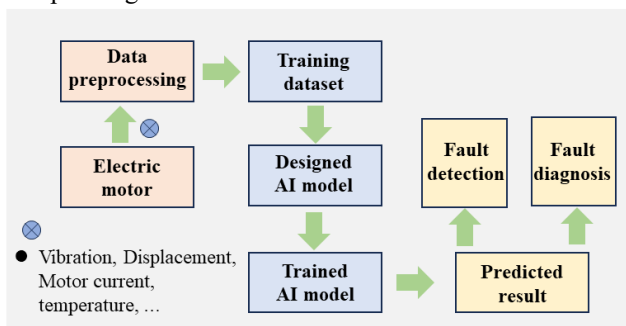 Data
preprocessing
Training
dataset
Electric
motor
Designed
AI model
Fault
detection
Fault
diagnosis
● Vibration, Displacement,
Motor current,
temperature, ...
Trained
AI model
Predicted
result